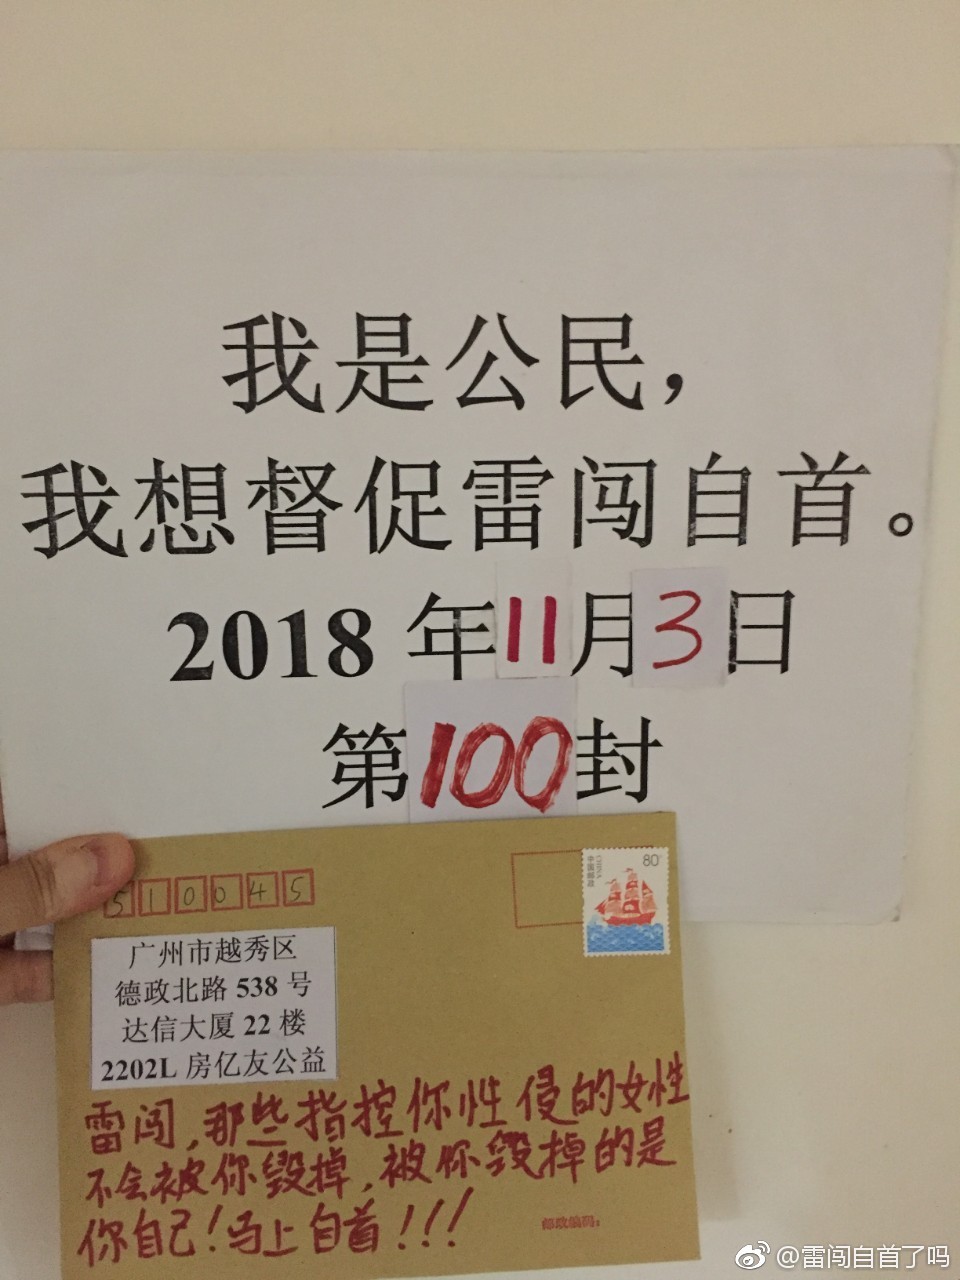 我是公民，
我想督促雷闯自首。
2018 年11月3日
第100封
510045
80分
中国邮政
CHINA
广州市越秀区
德政北路 538 号
达信大厦 22 楼
2202L 房亿友公益
雷闯，那些指控你性侵的女性
不会被你毁掉，被你毁掉的是
你自己！马上自首！！！
邮政编码：
@雷闯自首了吗